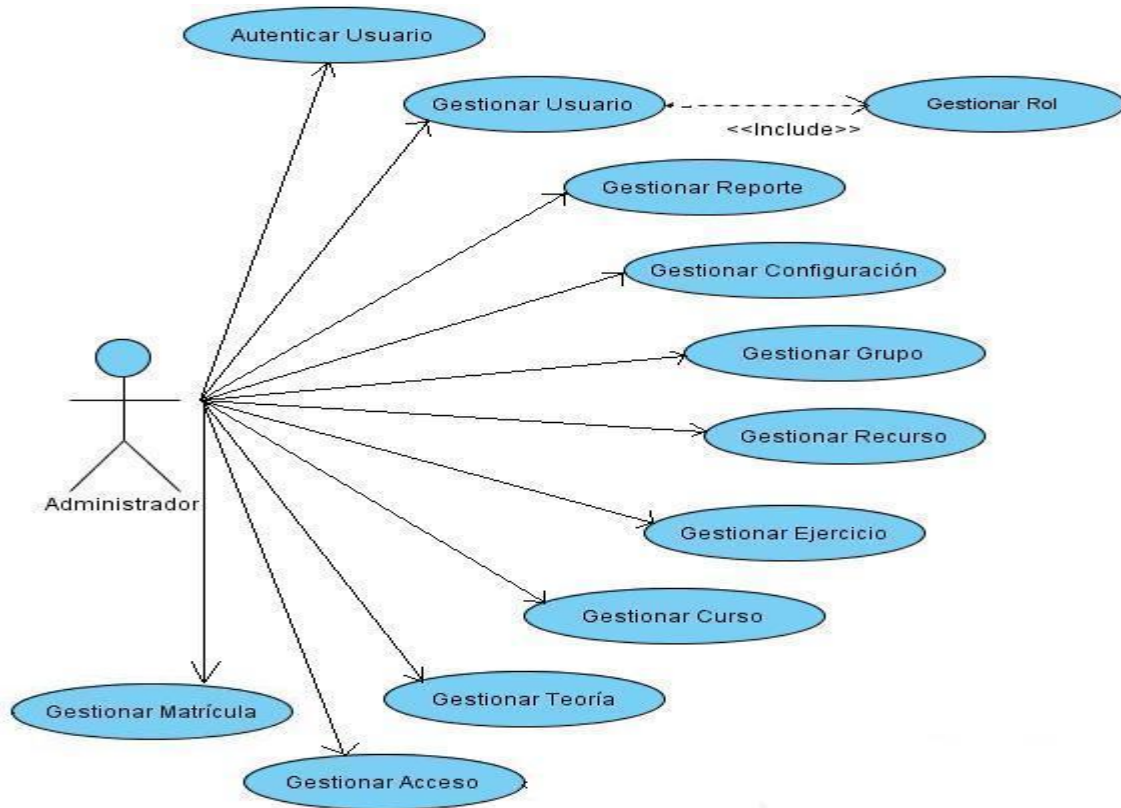 Autenticar Usuario
Gestionar Usuario
Gestionar Rol
<<Include>>
Gestionar Reporte
Gestionar Configuración
Gestionar Grupo
Gestionar Recurso
Administrador
Gestionar Ejercicio
Gestionar Curso
Gestionar Teoría
Gestionar Matrícula
Gestionar Acceso